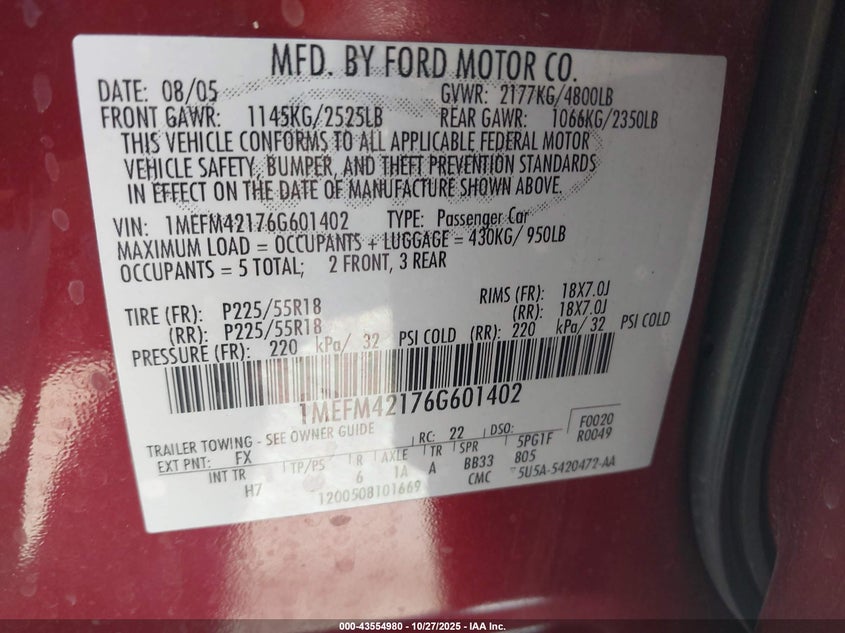 MFD. BY FORD MOTOR CO.
DATE: 08/05 GVWR: 2177KG/4800LB
FRONT GAWR: 1145KG/2525LB REAR GAWR: 1066KG/2350LB
THIS VEHICLE CONFORMS TO ALL APPLICABLE FEDERAL MOTOR
VEHICLE SAFETY, BUMPER, AND THEFT PREVENTION STANDARDS
IN EFFECT ON THE DATE OF MANUFACTURE SHOWN ABOVE.
VIN: 1MEFM42176G601402 TYPE: Passenger Car
MAXIMUM LOAD = OCCUPANTS + LUGGAGE = 430KG/ 950LB
OCCUPANTS = 5 TOTAL; 2 FRONT, 3 REAR
TIRE (FR): P225/55R18 RIMS (FR): 18X7.0J
(RR): P225/55R18 (RR): 18X7.0J
PRESSURE (FR): 220 kPa/ 32 PSI COLD (RR): 220 kPa/ 32 PSI COLD
1MEFM42176G601402
TRAILER TOWING - SEE OWNER GUIDE RC: 22 DSO: F0020
EXT PNT: FX TP/PS R AXLE TR SPR 5PG1F R0049
INT TR 6 1A A BB33 805
H7 1200508101669 CMC 5U5A-5420472-AA
000-43554980 - 10/27/2025 - IAA Inc.